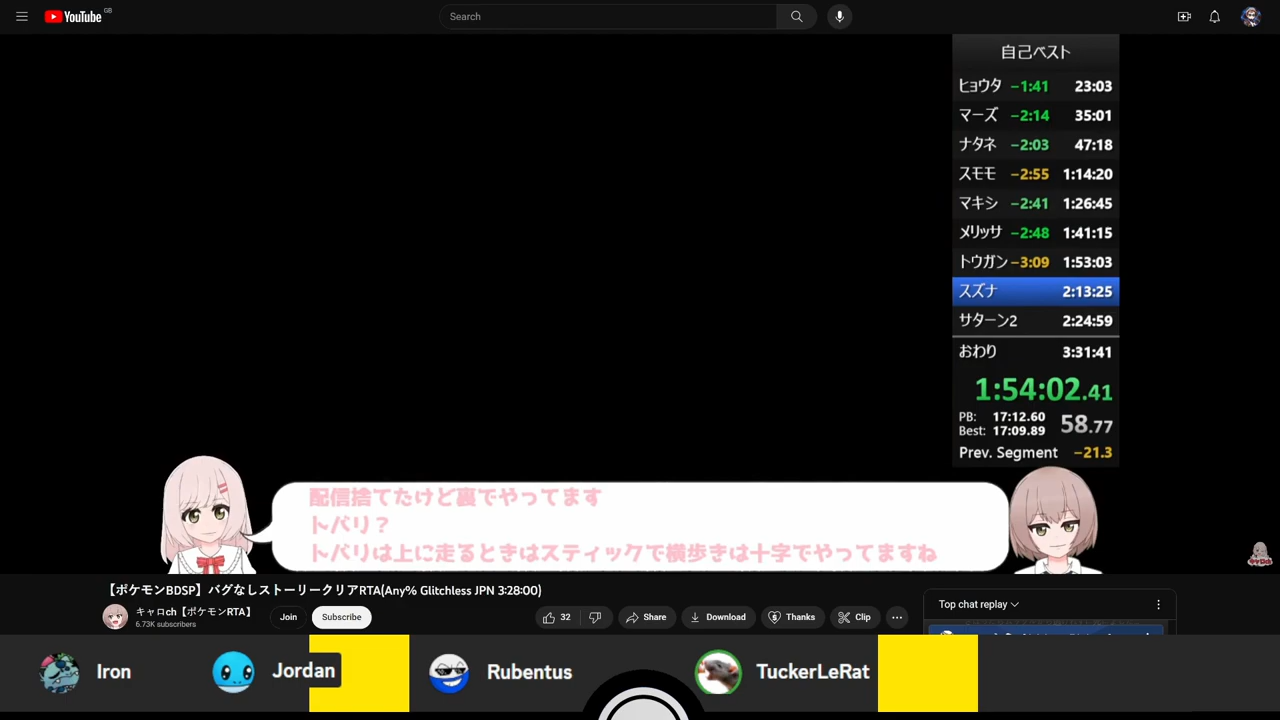 YouTube GB
Search
自己ベスト
ヒョウタ -1:41 23:03
マーズ -2:14 35:01
ナタネ -2:03 47:18
スモモ -2:55 1:14:20
マキシ -2:41 1:26:45
メリッサ -2:48 1:41:15
トウガン -3:09 1:53:03
スズナ 2:13:25
サターン2 2:24:59
おわり 3:31:41
1:54:02.41
PB: 17:12.60
Best: 17:09.89
58.77
Prev. Segment -21.3
配信捨てたけど裏でやってます
トバリ？
トバリは上に走るときはスティックで横歩きは十字でやってますね
【ポケモンBDSP】バグなしストーリークリアRTA(Any% Glitchless JPN 3:28:00)
キャロch【ポケモンRTA】
6.73K subscribers
Join
Subscribe
32
Share
Download
Thanks
Clip
Top chat replay
Iron
Jordan
Rubentus
TuckerLeRat